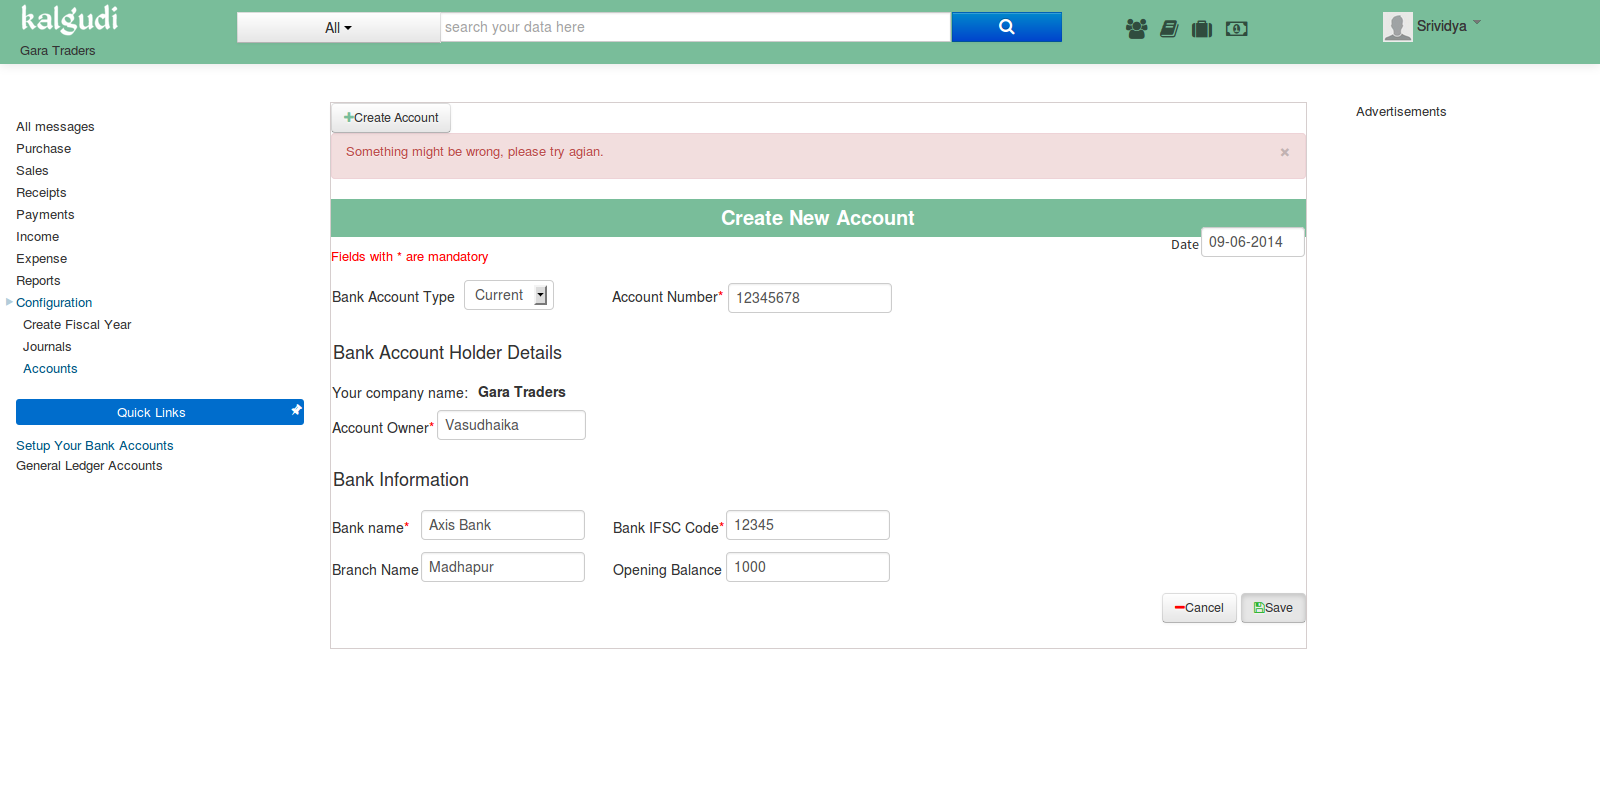 kalgudi
Gara Traders
All
search your data here
Srividya
All messages
Purchase
Sales
Receipts
Payments
Income
Expense
Reports
Configuration
Create Fiscal Year
Journals
Accounts
Quick Links
Setup Your Bank Accounts
General Ledger Accounts
Create Account
Something might be wrong, please try agian.
×
Create New Account
Date 09-06-2014
Fields with * are mandatory
Bank Account Type Current Account Number* 12345678
Bank Account Holder Details
Your company name: Gara Traders
Account Owner* Vasudhaika
Bank Information
Bank name* Axis Bank Bank IFSC Code* 12345
Branch Name Madhapur Opening Balance 1000
Cancel Save
Advertisements